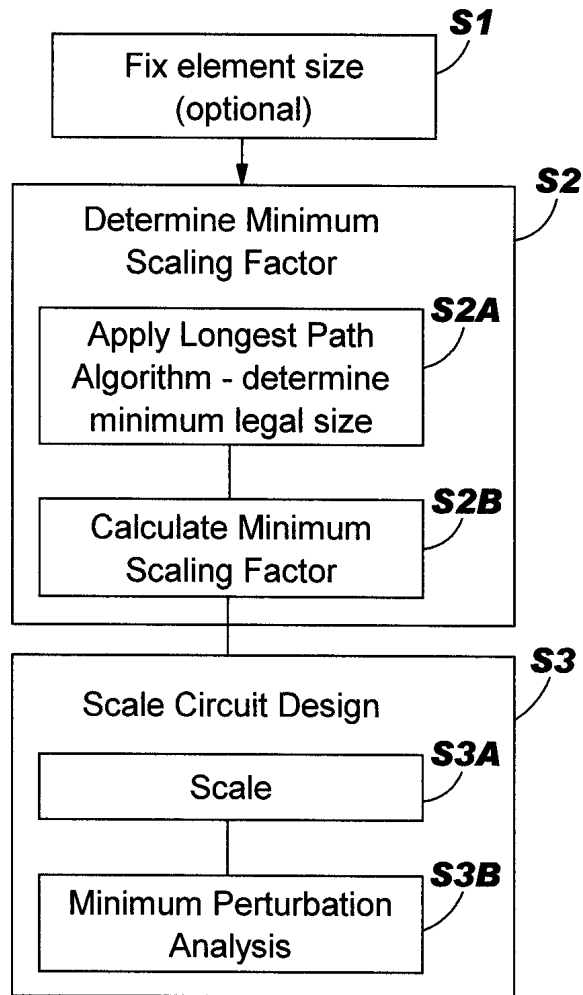 S1
Fix element size
(optional)
S2
Determine Minimum
Scaling Factor
S2A
Apply Longest Path
Algorithm - determine
minimum legal size
S2B
Calculate Minimum
Scaling Factor
S3
Scale Circuit Design
S3A
Scale
S3B
Minimum Perturbation
Analysis